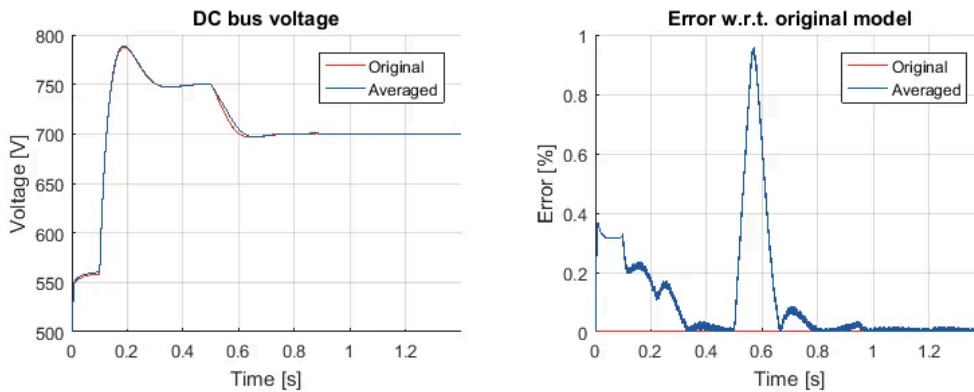 DC bus voltage
800
750
700
650
600
550
500
Voltage [V]
Original
Averaged
0 0.2 0.4 0.6 0.8 1 1.2
Time [s]
Error w.r.t. original model
1
0.8
0.6
0.4
0.2
0
Error [%]
Original
Averaged
0 0.2 0.4 0.6 0.8 1 1.2
Time [s]